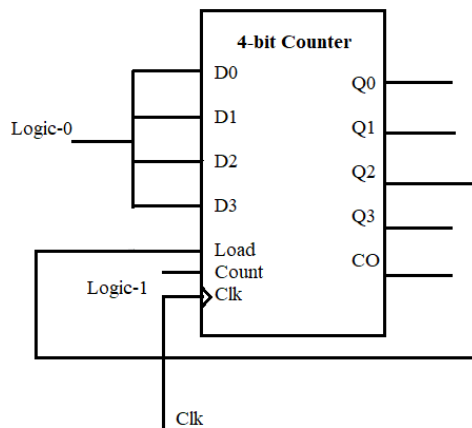 4-bit Counter
D0
Q0
D1
Q1
Logic-0
D2
Q2
D3
Q3
Load
CO
Count
Logic-1
Clk
Clk